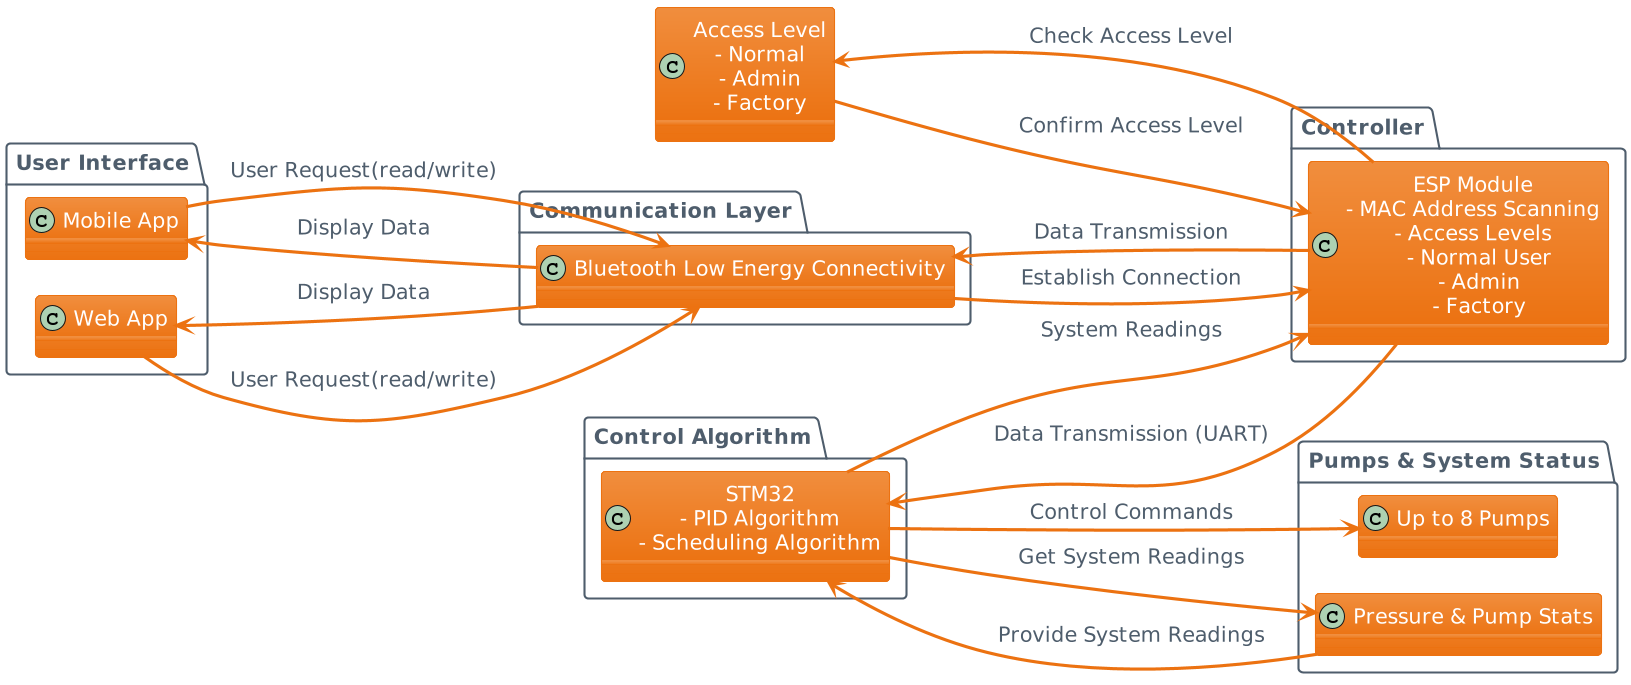 Access Level
- Normal
- Admin
- Factory
Check Access Level
Confirm Access Level
User Interface
C
Mobile App
C
Web App
C
User Request(read/write)
Display Data
Display Data
User Request(read/write)
Communication Layer
C
Bluetooth Low Energy Connectivity
Data Transmission
Establish Connection
System Readings
Controller
ESP Module
- MAC Address Scanning
- Access Levels
- Normal User
- Admin
- Factory
C
Control Algorithm
STM32
- PID Algorithm
- Scheduling Algorithm
C
Data Transmission (UART)
Control Commands
Get System Readings
Provide System Readings
Pumps & System Status
C
Up to 8 Pumps
C
Pressure & Pump Stats